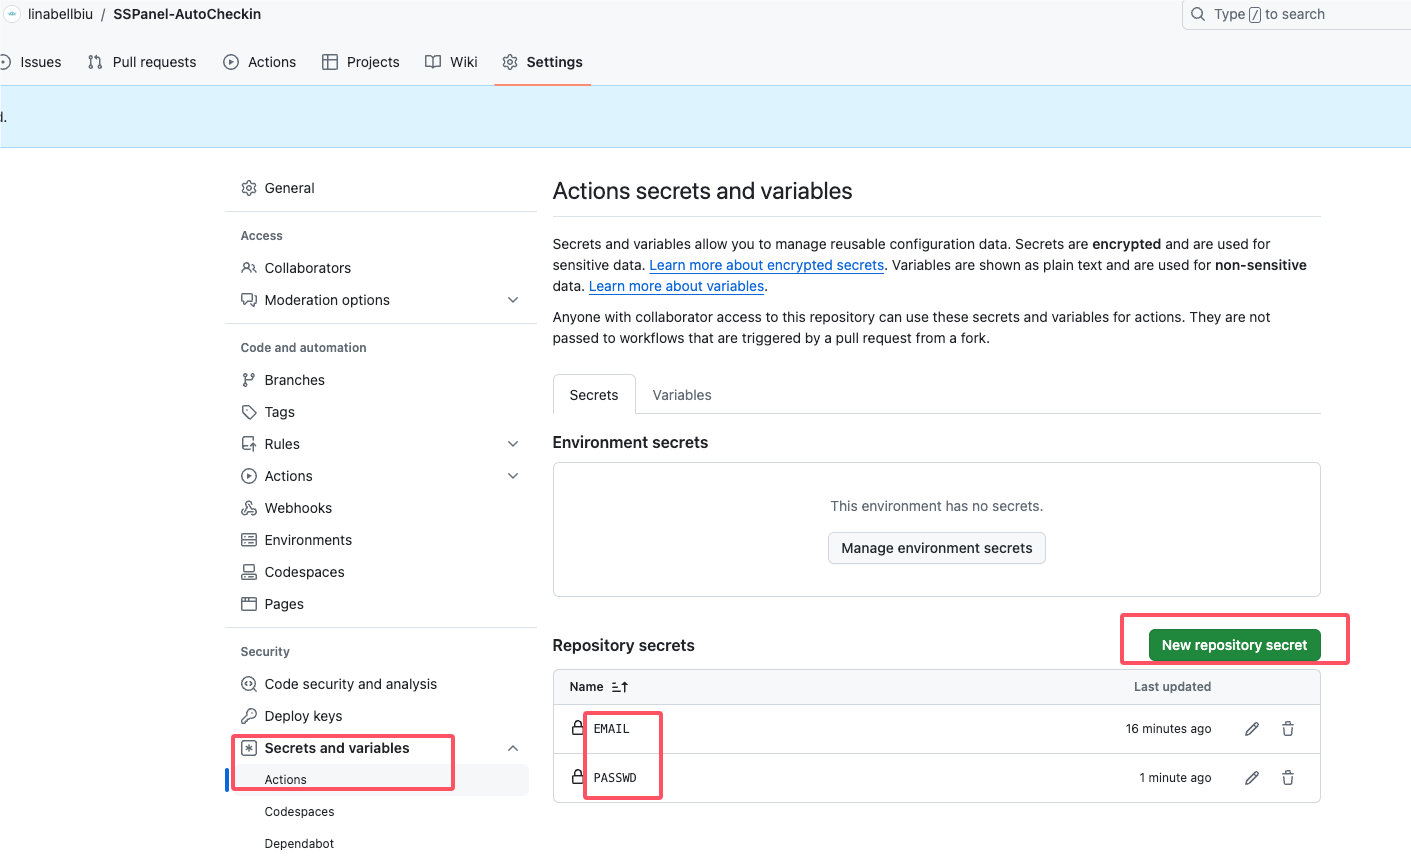 linabellbiu / SSPanel-AutoCheckin
Type / to search
Issues
Pull requests
Actions
Projects
Wiki
Settings
d.
General
Access
Collaborators
Moderation options
Code and automation
Branches
Tags
Rules
Actions
Webhooks
Environments
Codespaces
Pages
Security
Code security and analysis
Deploy keys
Secrets and variables
Actions
Codespaces
Dependabot
Actions secrets and variables
Secrets and variables allow you to manage reusable configuration data. Secrets are encrypted and are used for
sensitive data. Learn more about encrypted secrets. Variables are shown as plain text and are used for non-sensitive
data. Learn more about variables.
Anyone with collaborator access to this repository can use these secrets and variables for actions. They are not
passed to workflows that are triggered by a pull request from a fork.
Secrets
Variables
Environment secrets
This environment has no secrets.
Manage environment secrets
Repository secrets
New repository secret
Name
Last updated
EMAIL
16 minutes ago
PASSWD
1 minute ago